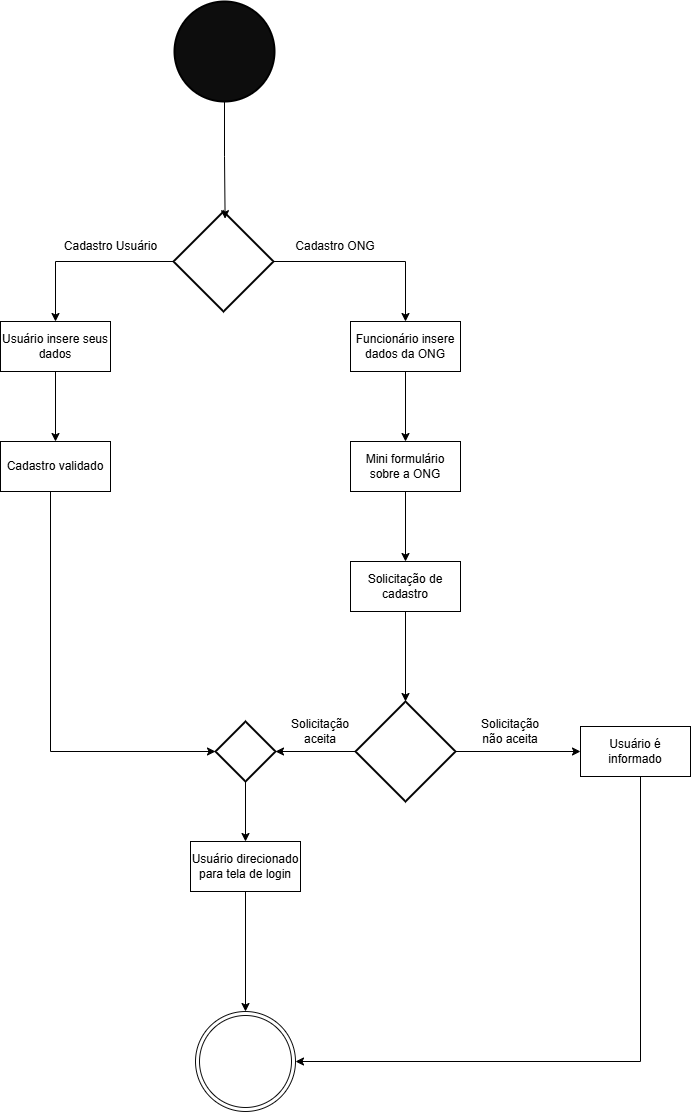 Cadastro Usuário
Cadastro ONG
Usuário insere seus
dados
Funcionário insere
dados da ONG
Cadastro validado
Mini formulário
sobre a ONG
Solicitação de
cadastro
Solicitação
aceita
Solicitação
não aceita
Usuário é
informado
Usuário direcionado
para tela de login